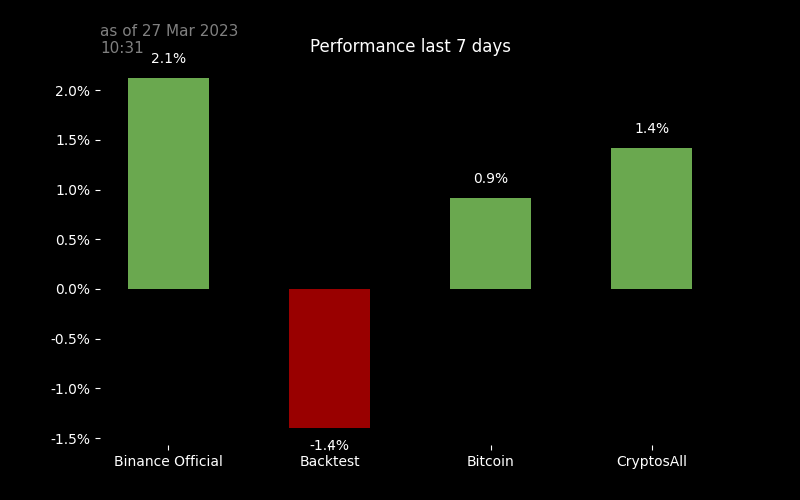 as of 27 Mar 2023
10:31
Performance last 7 days
2.1%
2.0%
1.5%
1.4%
1.0%
0.9%
0.5%
0.0%
-0.5%
-1.0%
-1.5%
-1.4%
Binance Official
Backtest
Bitcoin
CryptosAll